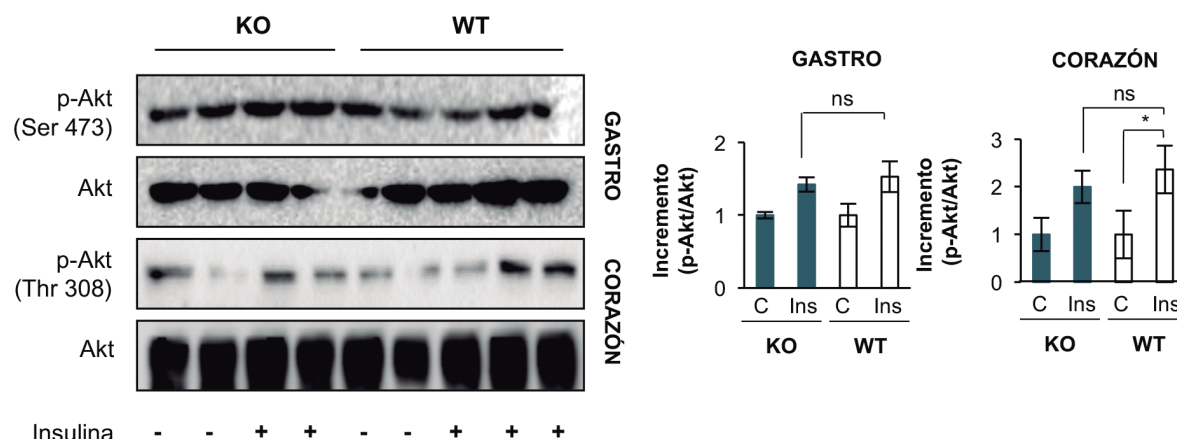 KO WT
p-Akt
(Ser 473)
Akt
GASTRO
p-Akt
(Thr 308)
Akt
CORAZÓN
Insulina - - + + - - + + +
GASTRO
ns
Incremento
(p-Akt/Akt)
2
1
0
C Ins C Ins
KO WT
CORAZÓN
ns
*
Incremento
(p-Akt/Akt)
3
2
1
0
C Ins C Ins
KO WT